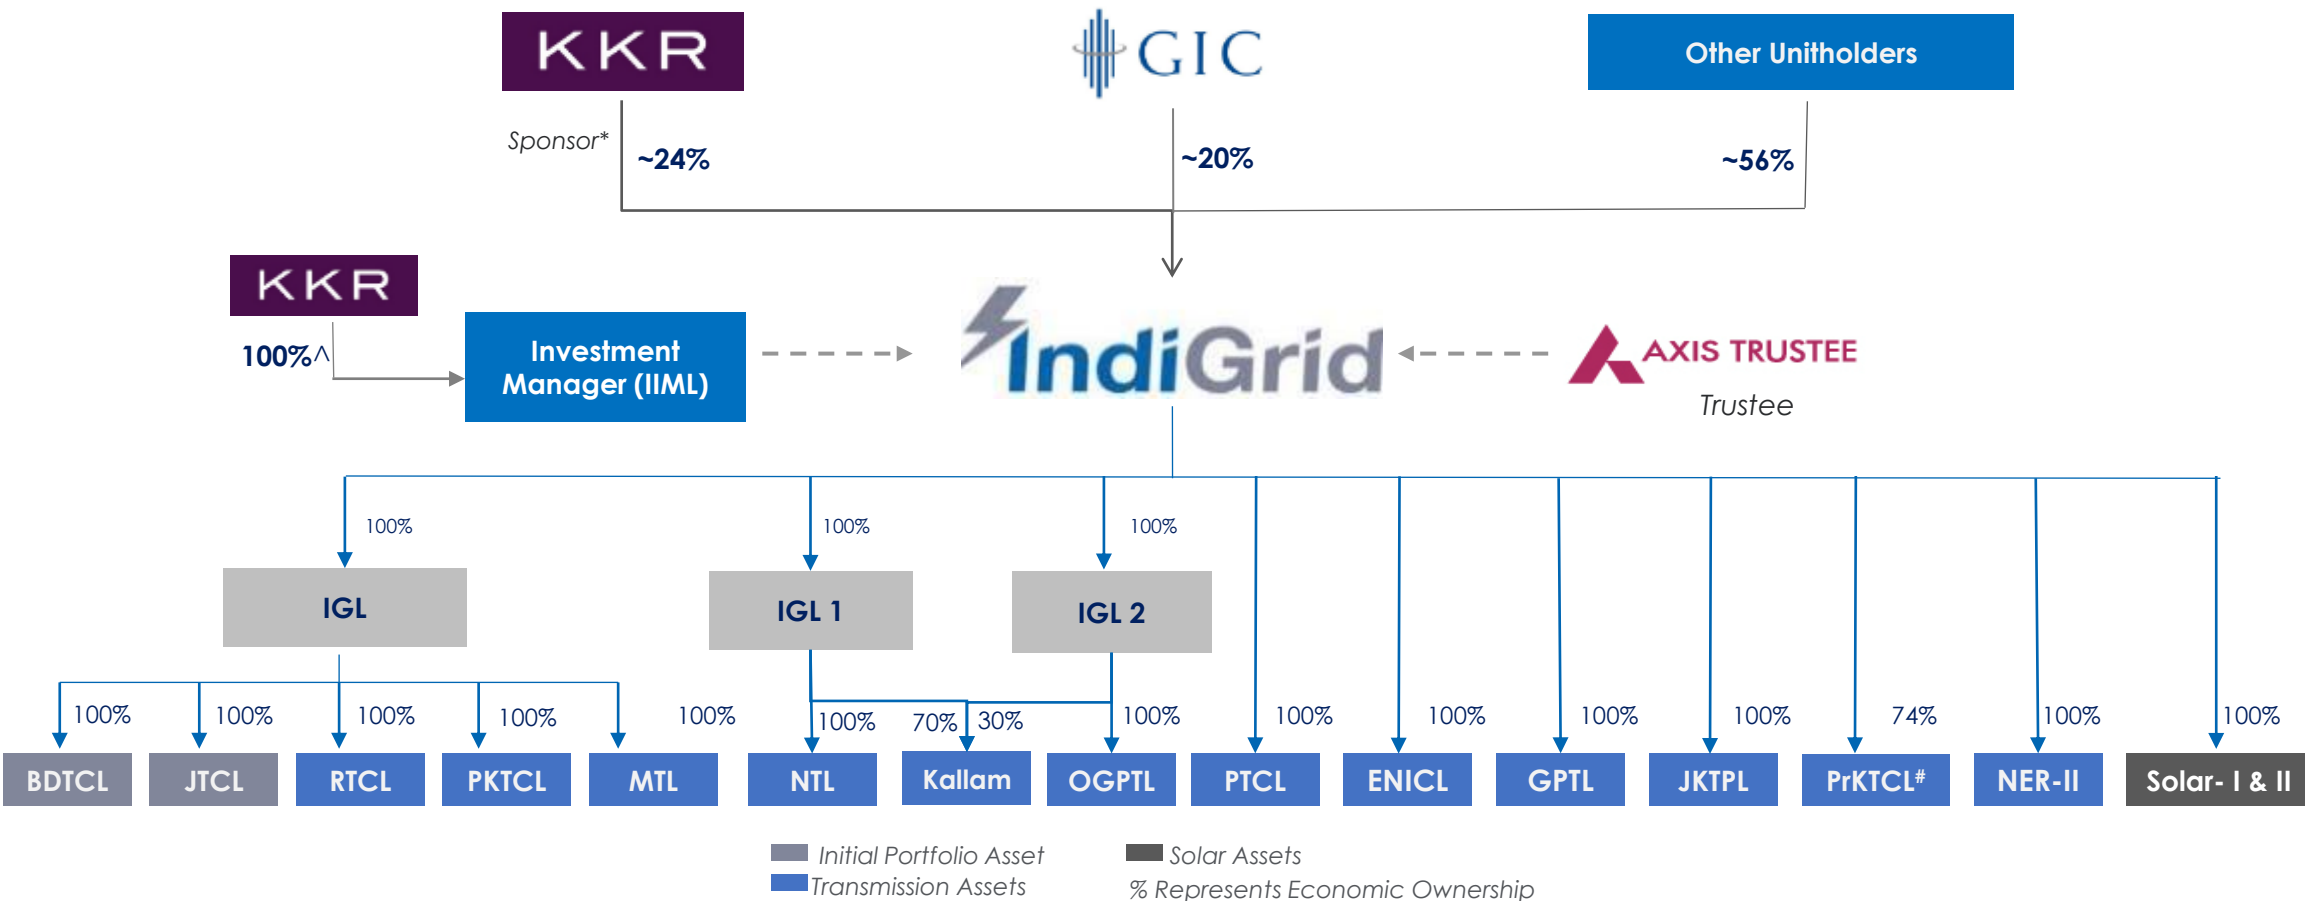 KKR
GIC
Other Unitholders
Sponsor*
~24%
~20%
~56%
KKR
100%^
Investment
Manager (IIML)
IndiGrid
AXIS TRUSTEE
Trustee
100%
100%
100%
IGL
IGL 1
IGL 2
100%
100%
100%
100%
100%
100%
70%
30%
100%
100%
100%
100%
100%
74%
100%
100%
BDTCL
JTCL
RTCL
PKTCL
MTL
NTL
Kallam
OGPTL
PTCL
ENICL
GPTL
JKTPL
PrKTCL#
NER-II
Solar- I & II
Initial Portfolio Asset
Solar Assets
Transmission Assets
% Represents Economic Ownership